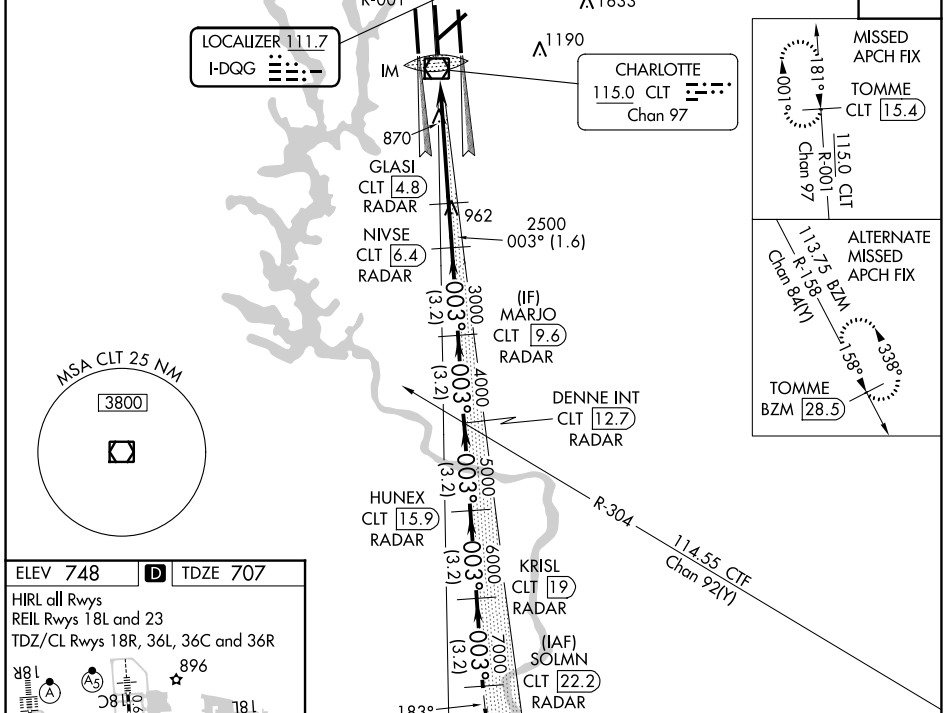 R-001
1833
LOCALIZER 111.7
I-DQG
IM
1190
CHARLOTTE
115.0 CLT
Chan 97
870
GLASI
CLT 4.8
RADAR
962
2500
003° (1.6)
NIVSE
CLT 6.4
RADAR
003°
3000
(3.2)
(IF)
MARJO
CLT 9.6
RADAR
003°
4000
(3.2)
DENNE INT
CLT 12.7
RADAR
003°
5000
(3.2)
HUNEX
CLT 15.9
RADAR
003°
6000
(3.2)
KRISL
CLT 19
RADAR
003°
7000
(3.2)
(IAF)
SOLMN
CLT 22.2
RADAR
183°
R-304
114.55 CTF
Chan 92(Y)
MISSED
APCH FIX
181°
001°
TOMME
CLT 15.4
115.0 CLT
R-001
Chan 97
ALTERNATE
MISSED
APCH FIX
113.75 BZM
R-158
Chan 84(Y)
158°
338°
TOMME
BZM 28.5
MSA CLT 25 NM
3800
ELEV 748 D TDZE 707
HIRL all Rwys
REIL Rwys 18L and 23
TDZ/CL Rwys 18R, 36L, 36C and 36R
18R
A
A5
18C
896
18L